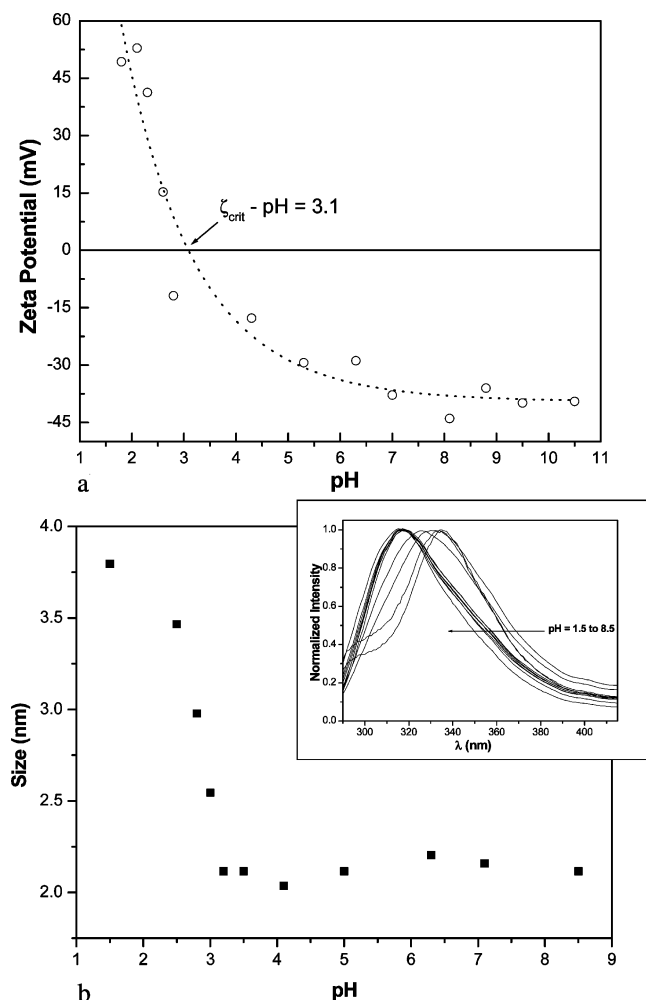 60
45
30
15
0
-15
-30
-45
Zeta Potential (mV)
ζcrit - pH = 3.1
1 2 3 4 5 6 7 8 9 10 11
pH
a
4.0
3.5
3.0
2.5
2.0
Size (nm)
1.0
0.8
0.6
0.4
0.2
0.0
Normalized Intensity
pH = 1.5 to 8.5
300 320 340 360 380 400
λ (nm)
1 2 3 4 5 6 7 8 9
pH
b